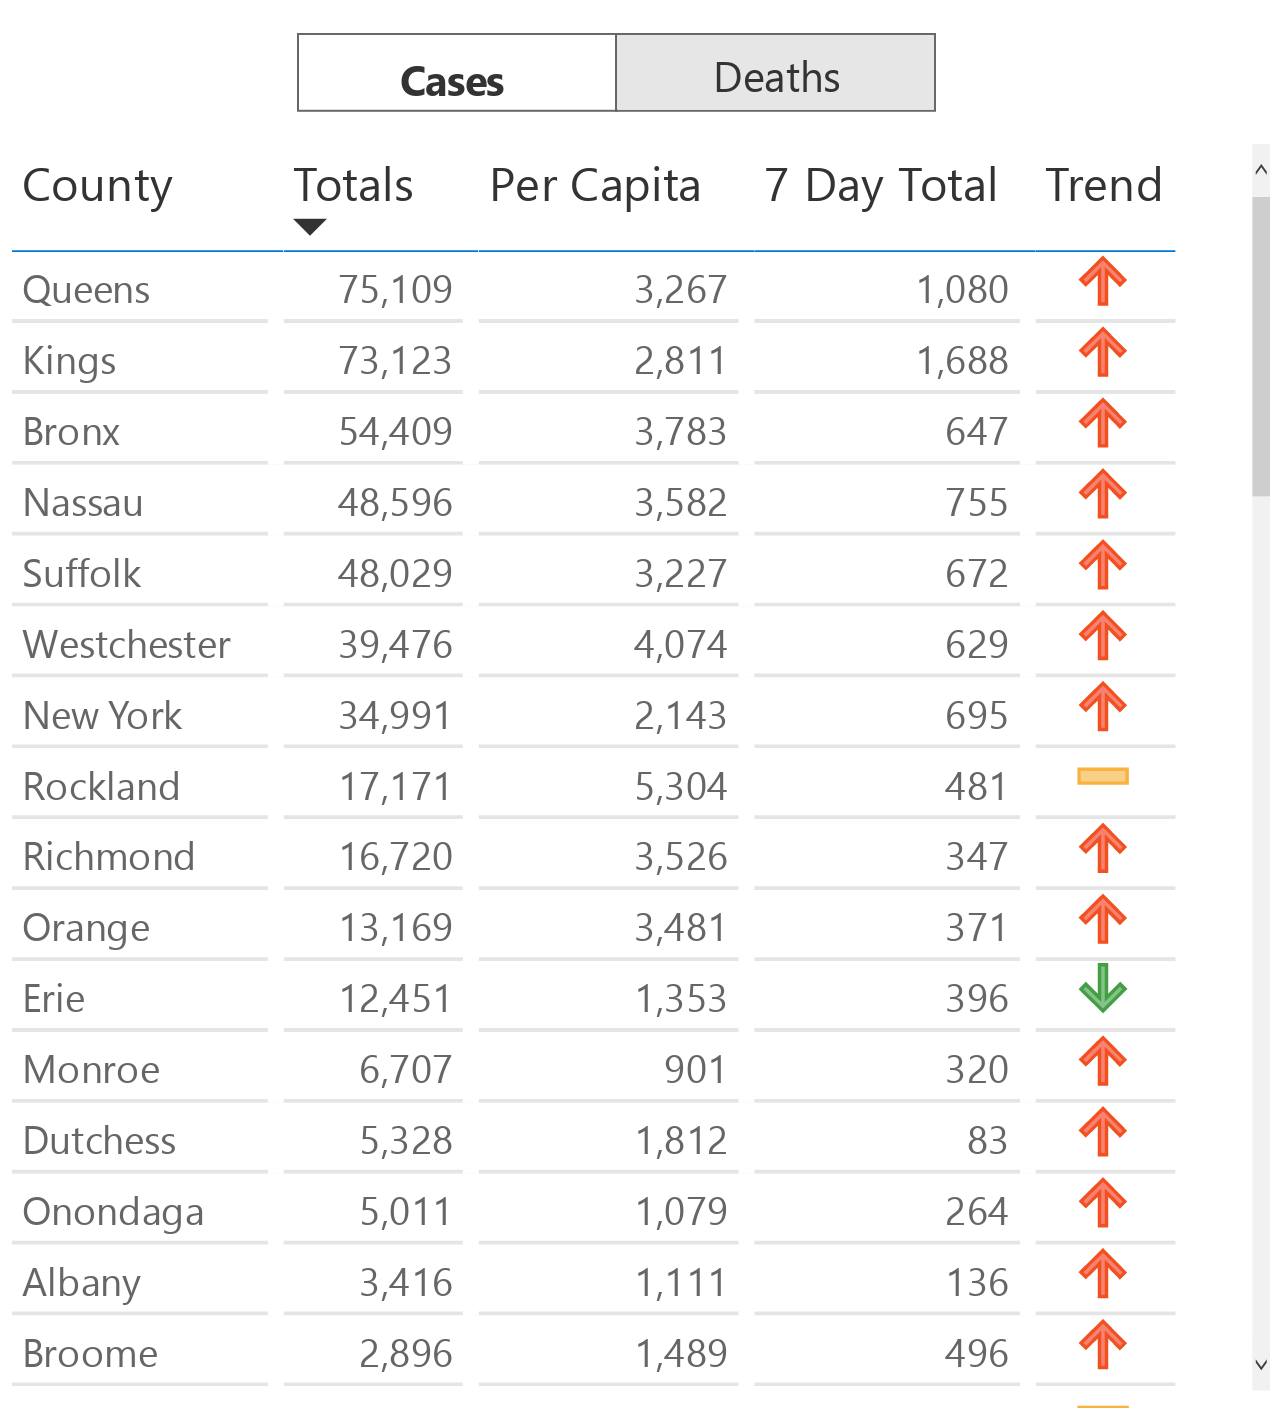 Cases Deaths
County Totals Per Capita 7 Day Total Trend
Queens 75,109 3,267 1,080
Kings 73,123 2,811 1,688
Bronx 54,409 3,783 647
Nassau 48,596 3,582 755
Suffolk 48,029 3,227 672
Westchester 39,476 4,074 629
New York 34,991 2,143 695
Rockland 17,171 5,304 481
Richmond 16,720 3,526 347
Orange 13,169 3,481 371
Erie 12,451 1,353 396
Monroe 6,707 901 320
Dutchess 5,328 1,812 83
Onondaga 5,011 1,079 264
Albany 3,416 1,111 136
Broome 2,896 1,489 496